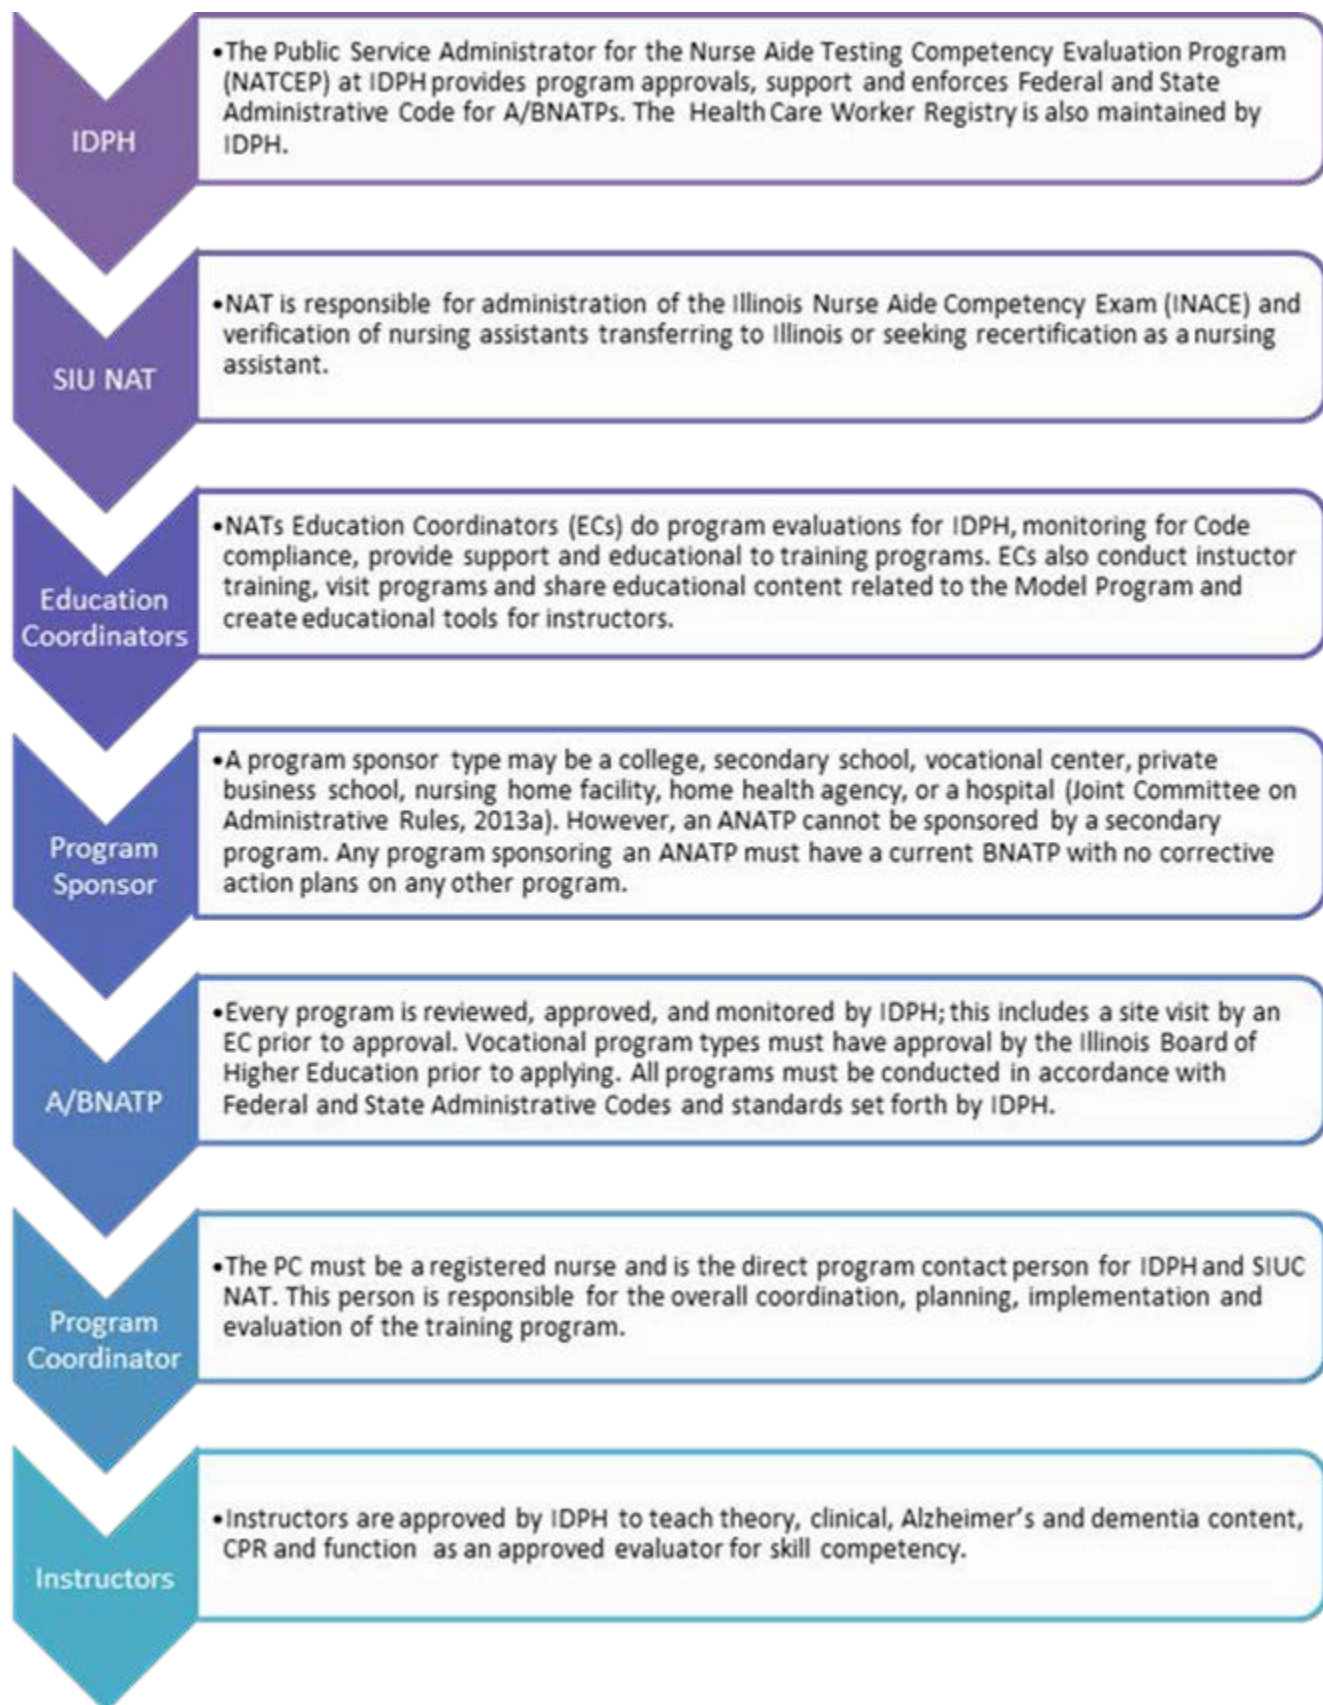 IDPH
•The Public Service Administrator for the Nurse Aide Testing Competency Evaluation Program
(NATCEP) at IDPH provides program approvals, support and enforces Federal and State
Administrative Code for A/BNATPs. The Health Care Worker Registry is also maintained by
IDPH.
SIU NAT
•NAT is responsible for administration of the Illinois Nurse Aide Competency Exam (INACE) and
verification of nursing assistants transferring to Illinois or seeking recertification as a nursing
assistant.
Education
Coordinators
•NATs Education Coordinators (ECs) do program evaluations for IDPH, monitoring for Code
compliance, provide support and educational to training programs. ECs also conduct instuctor
training, visit programs and share educational content related to the Model Program and
create educational tools for instructors.
Program
Sponsor
•A program sponsor type may be a college, secondary school, vocational center, private
business school, nursing home facility, home health agency, or a hospital (Joint Committee on
Administrative Rules, 2013a). However, an ANATP cannot be sponsored by a secondary
program. Any program sponsoring an ANATP must have a current BNATP with no corrective
action plans on any other program.
A/BNATP
•Every program is reviewed, approved, and monitored by IDPH; this includes a site visit by an
EC prior to approval. Vocational program types must have approval by the Illinois Board of
Higher Education prior to applying. All programs must be conducted in accordance with
Federal and State Administrative Codes and standards set forth by IDPH.
Program
Coordinator
•The PC must be a registered nurse and is the direct program contact person for IDPH and SIUC
NAT. This person is responsible for the overall coordination, planning, implementation and
evaluation of the training program.
Instructors
•Instructors are approved by IDPH to teach theory, clinical, Alzheimer's and dementia content,
CPR and function as an approved evaluator for skill competency.